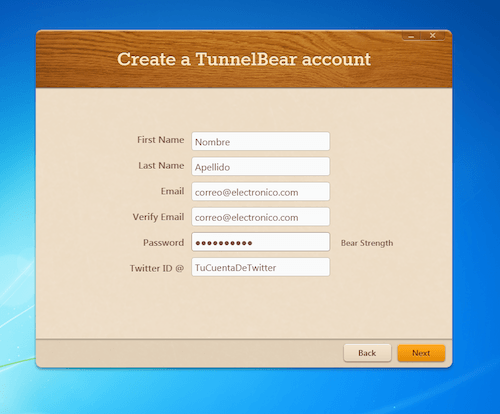 Create a TunnelBear account
First Name Nombre
Last Name Apellido
Email correo@electronico.com
Verify Email correo@electronico.com
Password ●●●●●●●●●● Bear Strength
Twitter ID @ TuCuentaDeTwitter
Back Next